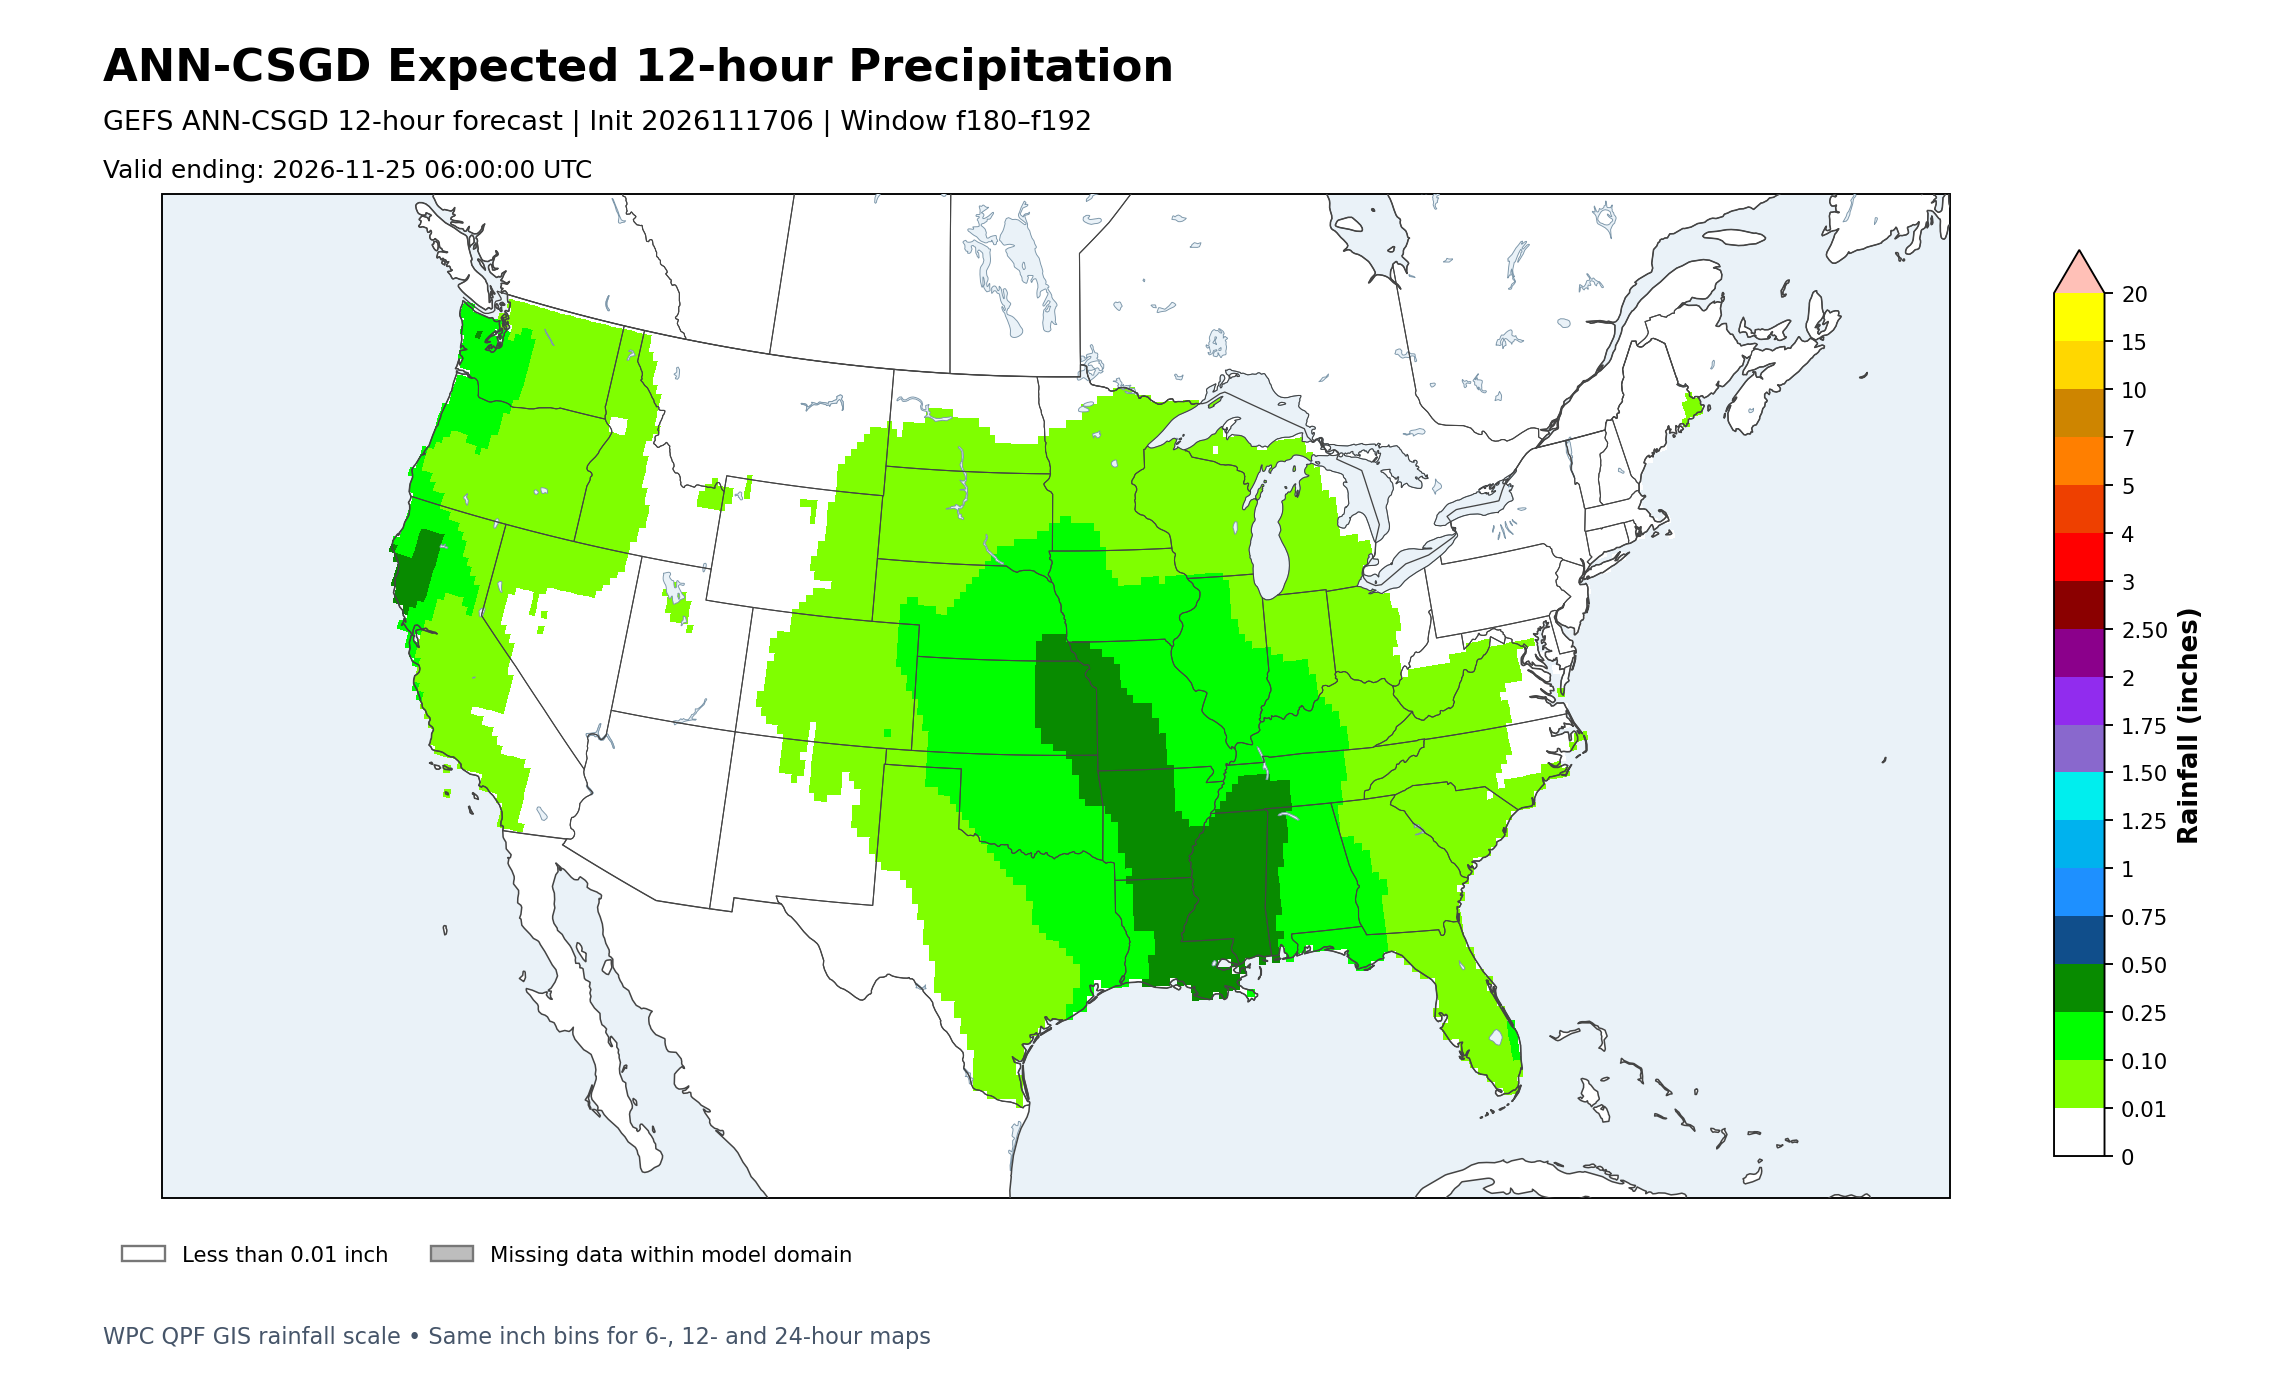 ANN-CSGD Expected 12-hour Precipitation
GEFS ANN-CSGD 12-hour forecast | Init 2026111706 | Window f180–f192
Valid ending: 2026-11-25 06:00:00 UTC
20
15
10
7
5
4
3
2.50
2
1.75
1.50
1.25
1
0.75
0.50
0.25
0.10
0.01
0
Rainfall (inches)
Less than 0.01 inch
Missing data within model domain
WPC QPF GIS rainfall scale • Same inch bins for 6-, 12- and 24-hour maps